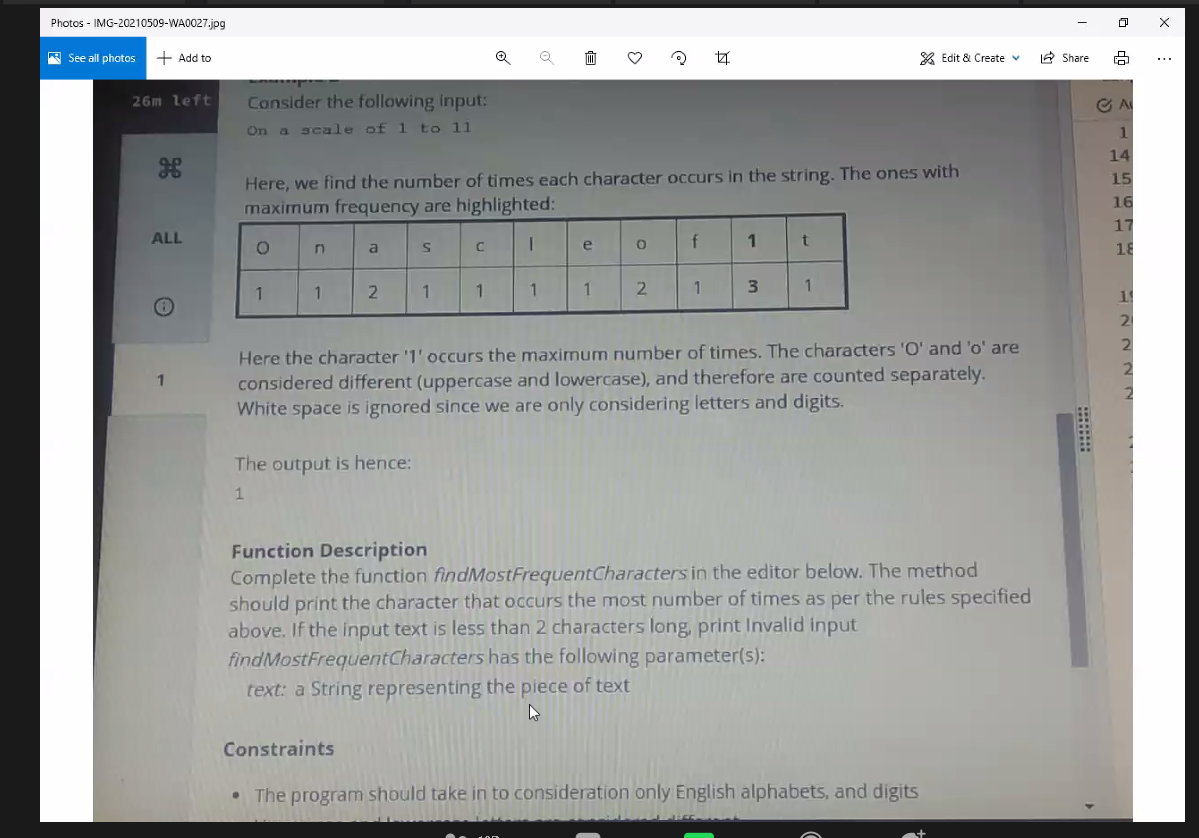 Photos - IMG-20210509-WA0027.jpg
See all photos
Add to
Edit & Create
Share
26m left
Consider the following input:
On a scale of 1 to 11
Here, we find the number of times each character occurs in the string. The ones with
maximum frequency are highlighted:
O n a s c l e o f 1 t
1 1 2 1 1 1 1 2 1 3 1
ALL
1
Here the character '1' occurs the maximum number of times. The characters 'O' and 'o' are
considered different (uppercase and lowercase), and therefore are counted separately.
White space is ignored since we are only considering letters and digits.
The output is hence:
1
Function Description
Complete the function findMostFrequentCharacters in the editor below. The method
should print the character that occurs the most number of times as per the rules specified
above. If the input text is less than 2 characters long, print Invalid input
findMostFrequentCharacters has the following parameter(s):
text: a String representing the piece of text
Constraints
• The program should take in to consideration only English alphabets, and digits
1
14
15
16
17
18